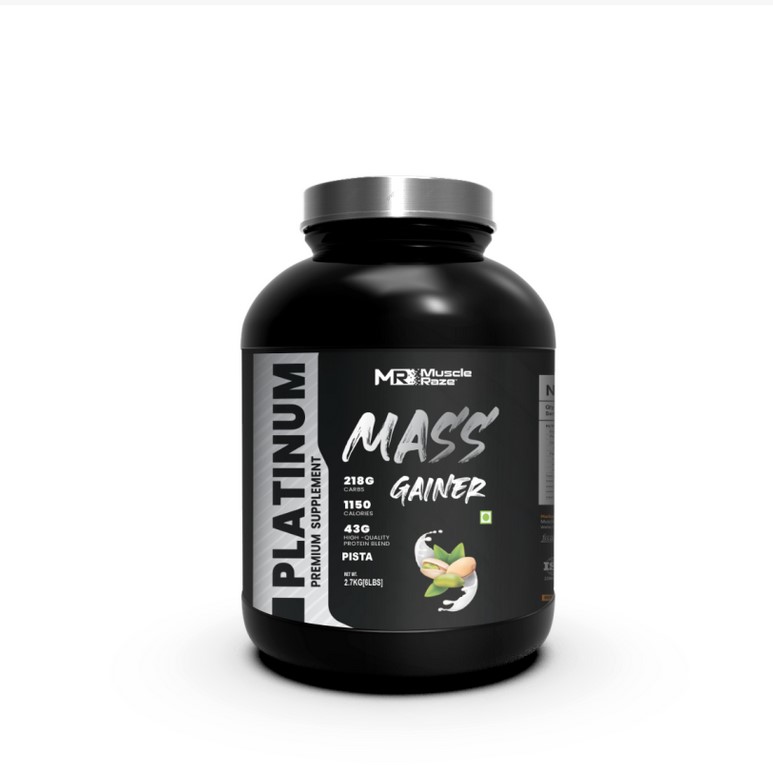 PLATINUM
PREMIUM SUPPLEMENT
MR Muscle
Raze
MASS
GAINER
218G
CARBS
1150
CALORIES
43G
HIGH -QUALITY
PROTEIN BLEND
PISTA
NET WT.
2.7KG[6LBS]